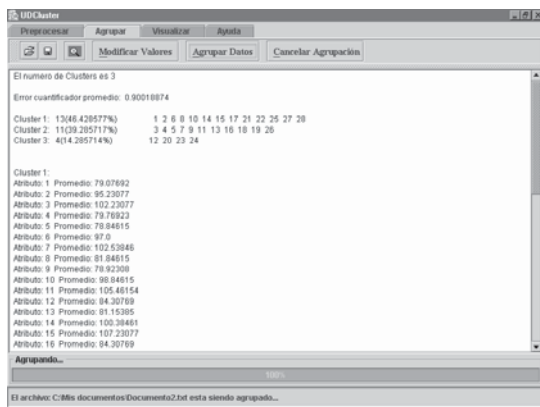 UDCluster
Preprocesar Agrupar Visualizar Ayuda
Modificar Valores Agrupar Datos Cancelar Agrupación
El numero de Clusters es 3
Error cuantificador promedio: 0.90018874
Cluster 1: 13(46.428577%) 1 2 6 8 10 14 15 17 21 22 25 27 28
Cluster 2: 11(39.285717%) 3 4 5 7 9 11 13 16 18 19 26
Cluster 3: 4(14.285714%) 12 20 23 24
Cluster 1:
Atributo: 1 Promedio: 79.07692
Atributo: 2 Promedio: 95.23077
Atributo: 3 Promedio: 102.23077
Atributo: 4 Promedio: 79.76923
Atributo: 5 Promedio: 78.84615
Atributo: 6 Promedio: 97.0
Atributo: 7 Promedio: 102.53846
Atributo: 8 Promedio: 81.84615
Atributo: 9 Promedio: 78.92308
Atributo: 10 Promedio: 98.84615
Atributo: 11 Promedio: 105.46154
Atributo: 12 Promedio: 84.30769
Atributo: 13 Promedio: 81.15385
Atributo: 14 Promedio: 100.38461
Atributo: 15 Promedio: 107.23077
Atributo: 16 Promedio: 84.30769
Agrupando...
100%
El archivo: C:\Mis documentos\Documento2.txt esta siendo agrupado...